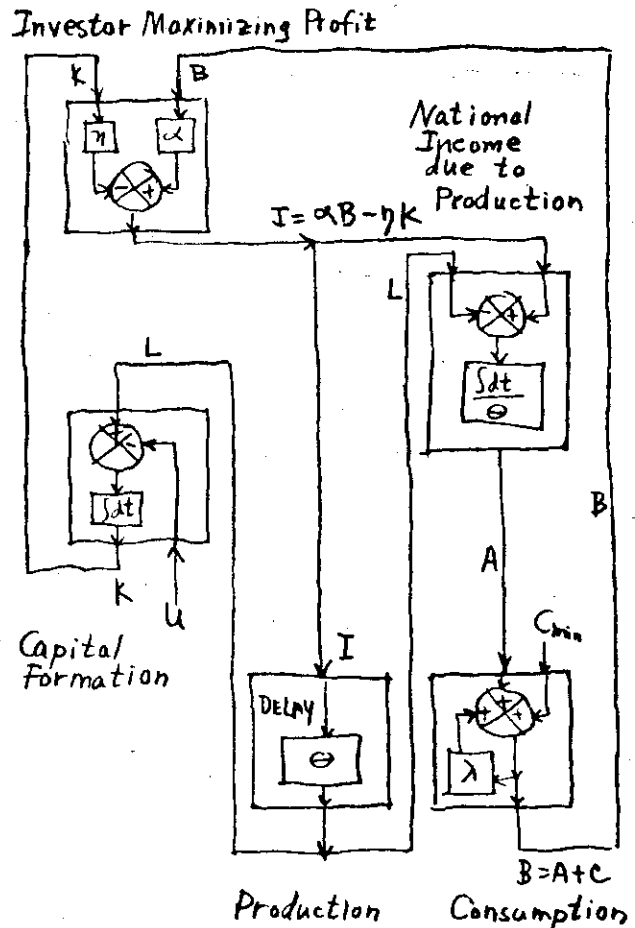 Investor Maximizing Profit
K
B
η
α
- +
National
Income
due to
Production
I=αB-ηK
L
- +
∫dt
Θ
L
+ -
∫dt
K
U
Capital
Formation
A
B
Cmin
I
DELAY
Θ
+ + +
λ
B=A+C
Production
Consumption